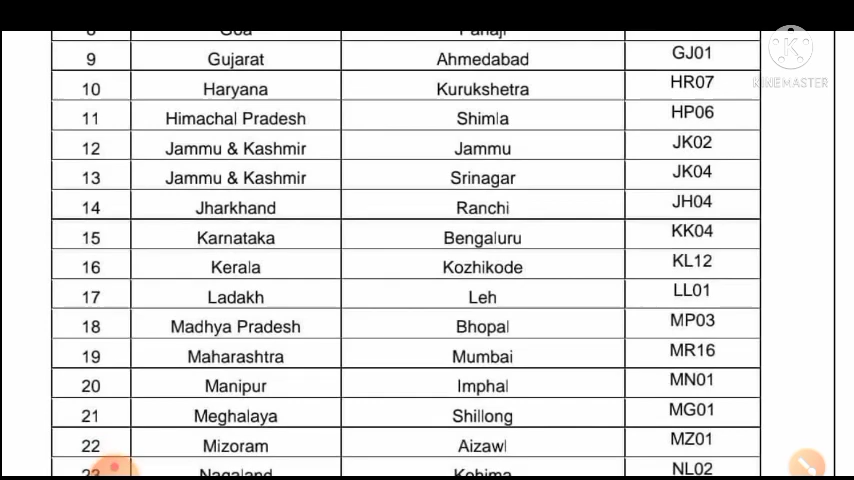 8 Goa Panaji
9 Gujarat Ahmedabad GJ01
10 Haryana Kurukshetra HR07
11 Himachal Pradesh Shimla HP06
12 Jammu & Kashmir Jammu JK02
13 Jammu & Kashmir Srinagar JK04
14 Jharkhand Ranchi JH04
15 Karnataka Bengaluru KK04
16 Kerala Kozhikode KL12
17 Ladakh Leh LL01
18 Madhya Pradesh Bhopal MP03
19 Maharashtra Mumbai MR16
20 Manipur Imphal MN01
21 Meghalaya Shillong MG01
22 Mizoram Aizawl MZ01
23 Nagaland Kohima NL02
K
KINEMASTER